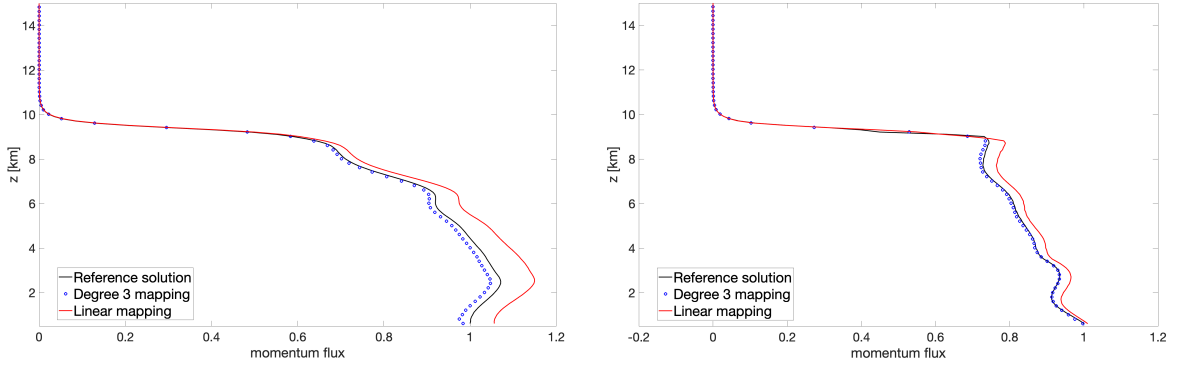 14
12
10
8
6
4
2
z [km]
Reference solution
Degree 3 mapping
Linear mapping
0
0.2
0.4
0.6
0.8
1
1.2
momentum flux
14
12
10
8
6
4
2
z [km]
Reference solution
Degree 3 mapping
Linear mapping
-0.2
0
0.2
0.4
0.6
0.8
1
1.2
momentum flux